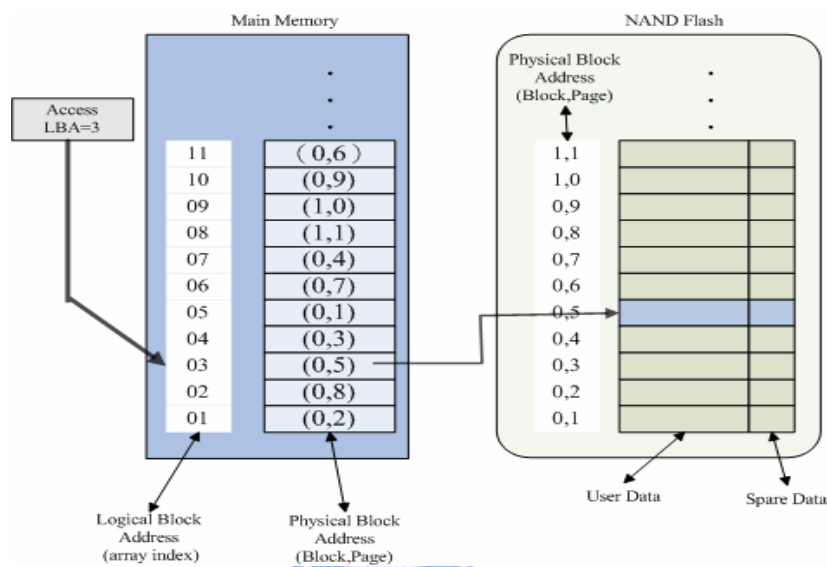 Main Memory
NAND Flash
Access
LBA=3
11 (0,6)
10 (0,9)
09 (1,0)
08 (1,1)
07 (0,4)
06 (0,7)
05 (0,1)
04 (0,3)
03 (0,5)
02 (0,8)
01 (0,2)
Logical Block
Address
(array index)
Physical Block
Address
(Block,Page)
Physical Block
Address
(Block,Page)
1,1
1,0
0,9
0,8
0,7
0,6
0,5
0,4
0,3
0,2
0,1
User Data
Spare Data